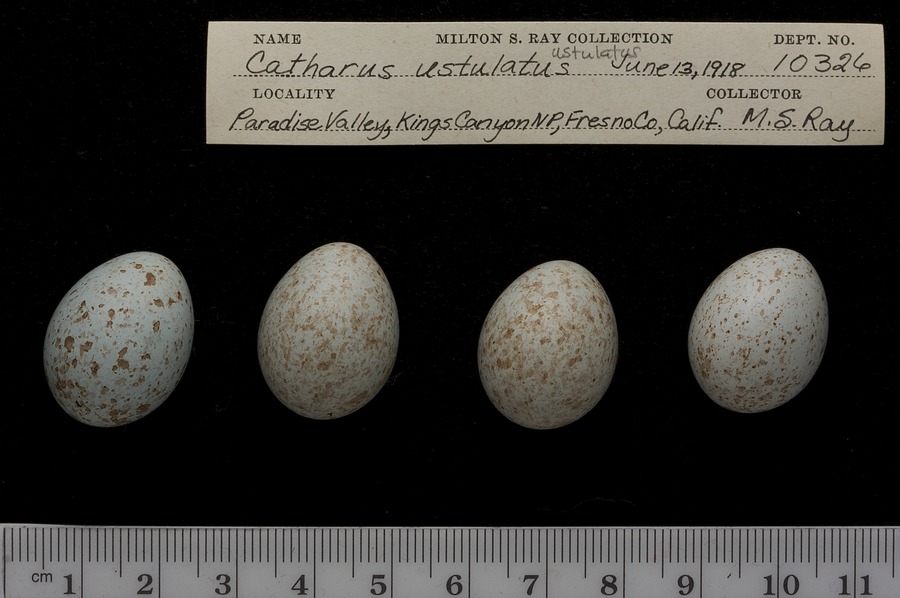 NAME MILTON S. RAY COLLECTION DEPT. NO.
ustulatus
Catharus ustulatus June 13, 1918 10326
LOCALITY COLLECTOR
Paradise Valley, Kings Canyon NP, Fresno Co, Calif. M.S. Ray
cm 1 2 3 4 5 6 7 8 9 10 11